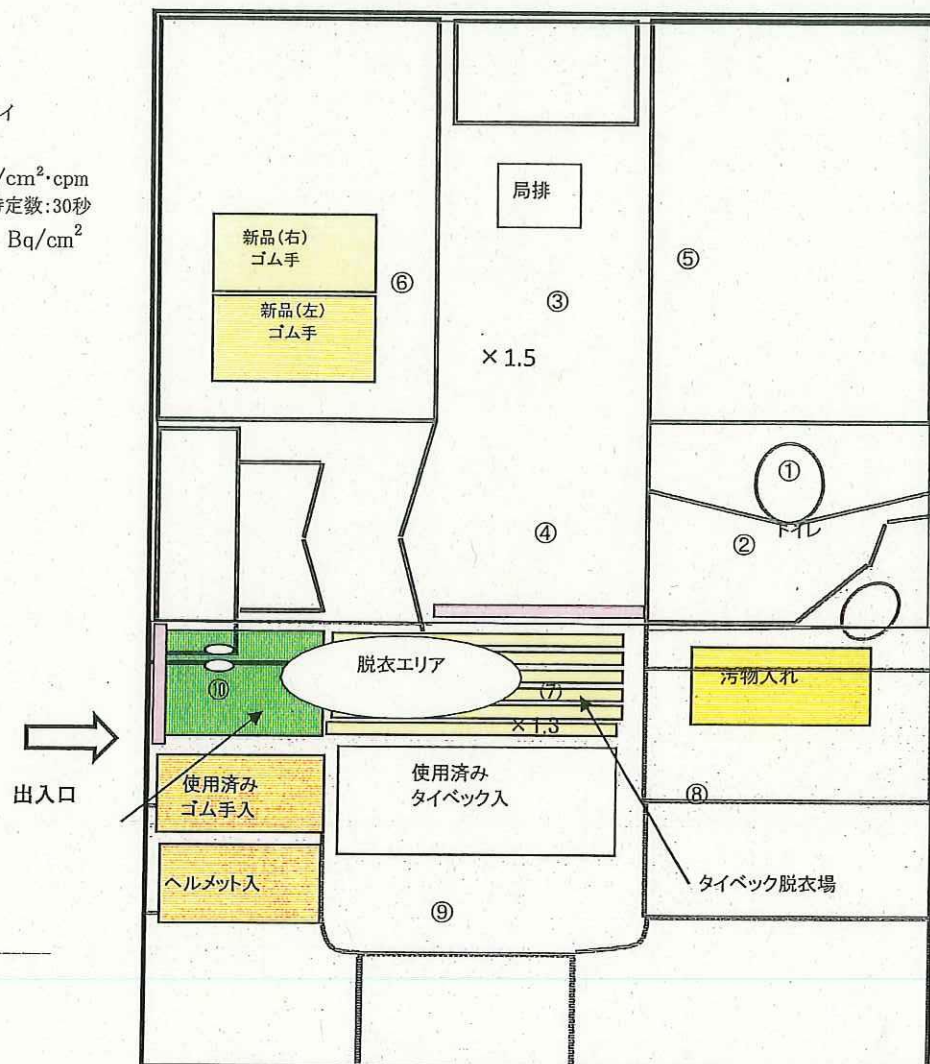 イ
/cm²・cpm
時定数:30秒
Bq/cm²
局排
新品(右)
ゴム手
新品(左)
ゴム手
⑥
③
⑤
×1.5
①
トイレ
②
④
脱衣エリア
⑩
(7)
×1.3
汚物入れ
出入口
使用済み
ゴム手入
使用済み
タイベック入
⑧
ヘルメット入
タイベック脱衣場
⑨